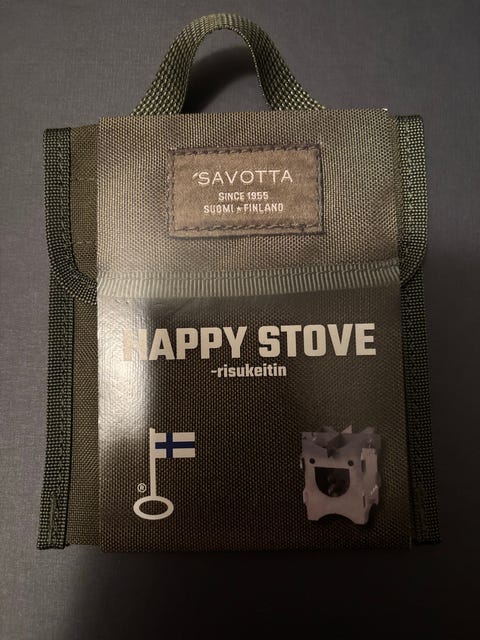 SAVOTTA
SINCE 1955
SUOMI ★ FINLAND
HAPPY STOVE
-risukeitin
®